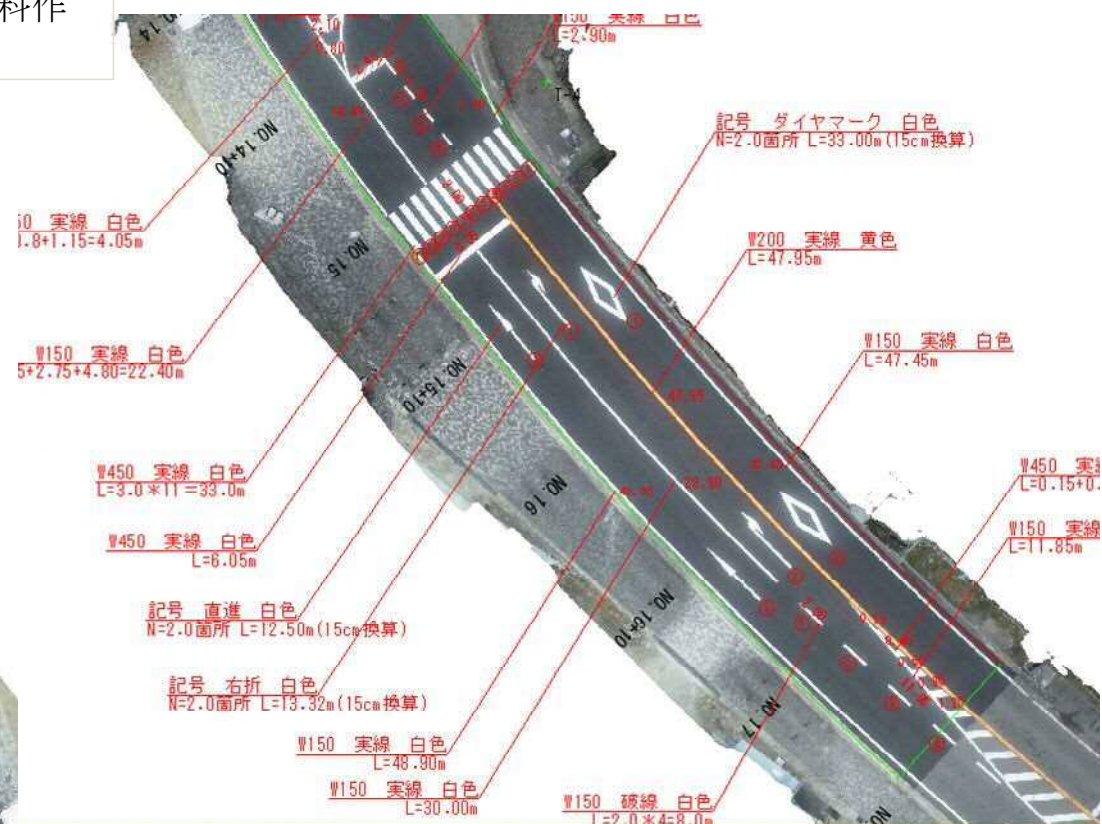 料作
W150 実線 白色
L=2.90m
T-4
記号 ダイヤマーク 白色
N=2.0箇所 L=33.00m(15cm換算)
NO.14+10
50 実線 白色
0.8+1.15=4.05m
W200 実線 黄色
L=47.95m
NO.15
W150 実線 白色
L=47.45m
W150 実線 白色
5+2.75+4.80=22.40m
NO.15+10
W450 実線 白色
L=3.0*11=33.0m
NO.16
W450 実
L=0.15+0.
W150 実線
L=11.85m
W450 実線 白色
L=6.05m
記号 直進 白色
N=2.0箇所 L=12.50m(15cm換算)
NO.16+10
記号 右折 白色
N=2.0箇所 L=13.32m(15cm換算)
NO.17
W150 実線 白色
L=48.90m
W150 実線 白色
L=30.00m
W150 破線 白色
L=2.0*4=8.0m